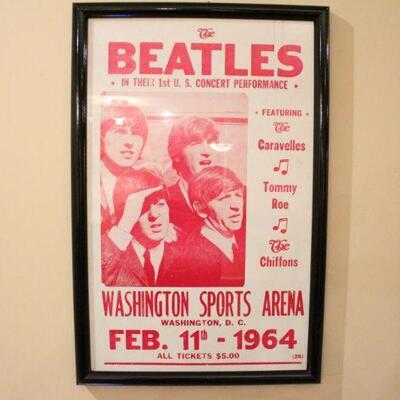 The
BEATLES
• IN THEIR 1st U. S. CONCERT PERFORMANCE •
• FEATURING •
The
Caravelles
Tommy
Roe
The
Chiffons
WASHINGTON SPORTS ARENA
WASHINGTON, D. C.
FEB. 11th - 1964
ALL TICKETS $5.00
(26)